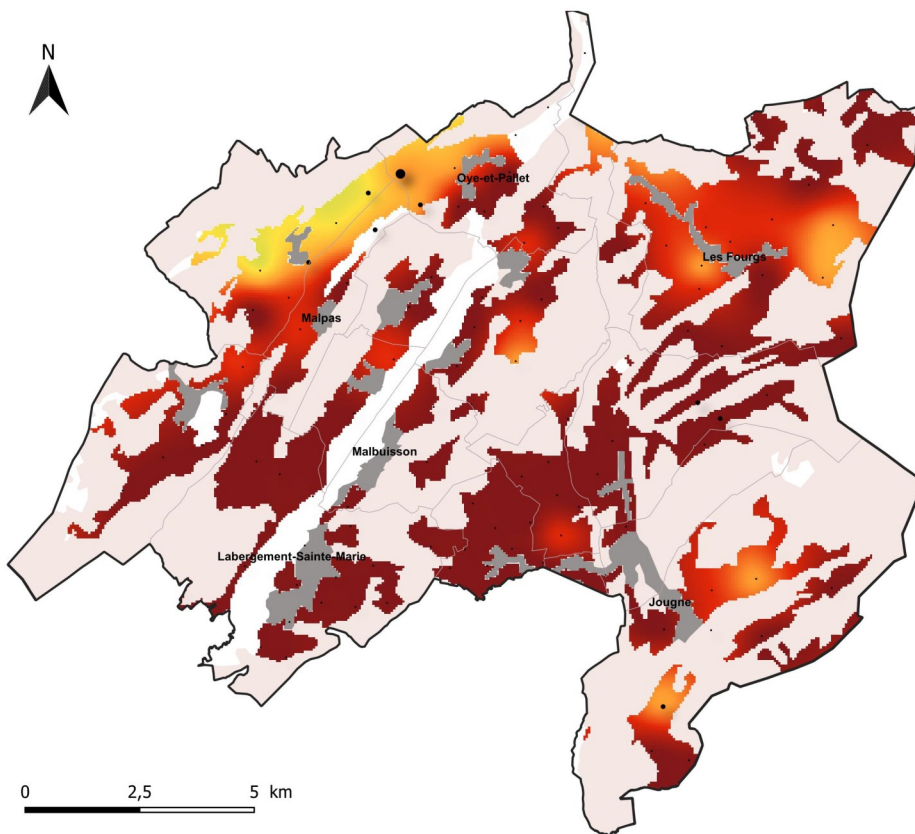 N
Oye-et-Pallet
Les Fourgs
Malpas
Malbuisson
Labergement-Sainte-Marie
Jougne
0 2,5 5 km